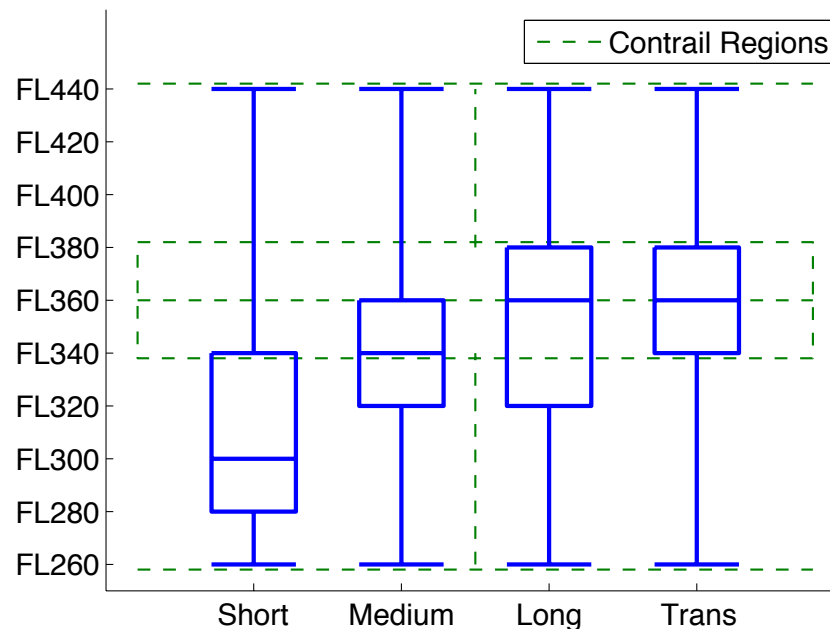 Contrail Regions
FL440
FL420
FL400
FL380
FL360
FL340
FL320
FL300
FL280
FL260
Short Medium Long Trans